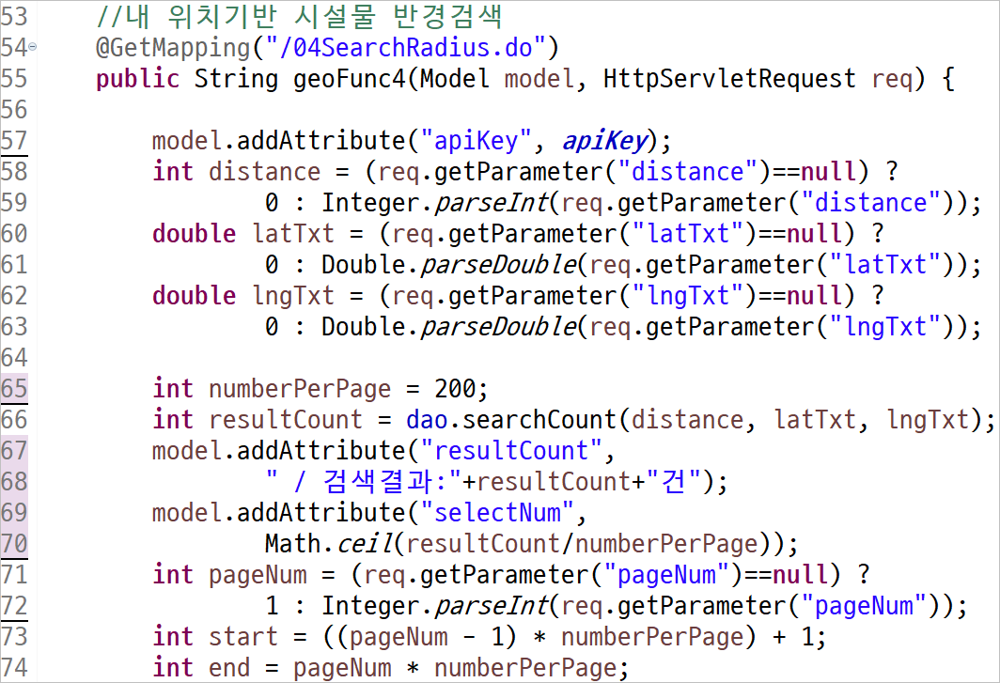 53 //내 위치기반 시설물 반경검색
54 @GetMapping("/04SearchRadius.do")
55 public String geoFunc4(Model model, HttpServletRequest req) {
56
57 model.addAttribute("apiKey", apiKey);
58 int distance = (req.getParameter("distance")==null) ?
59 0 : Integer.parseInt(req.getParameter("distance"));
60 double latTxt = (req.getParameter("latTxt")==null) ?
61 0 : Double.parseDouble(req.getParameter("latTxt"));
62 double lngTxt = (req.getParameter("lngTxt")==null) ?
63 0 : Double.parseDouble(req.getParameter("lngTxt"));
64
65 int numberPerPage = 200;
66 int resultCount = dao.searchCount(distance, latTxt, lngTxt);
67 model.addAttribute("resultCount",
68 " / 검색결과:"+resultCount+"건");
69 model.addAttribute("selectNum",
70 Math.ceil(resultCount/numberPerPage));
71 int pageNum = (req.getParameter("pageNum")==null) ?
72 1 : Integer.parseInt(req.getParameter("pageNum"));
73 int start = ((pageNum - 1) * numberPerPage) + 1;
74 int end = pageNum * numberPerPage;